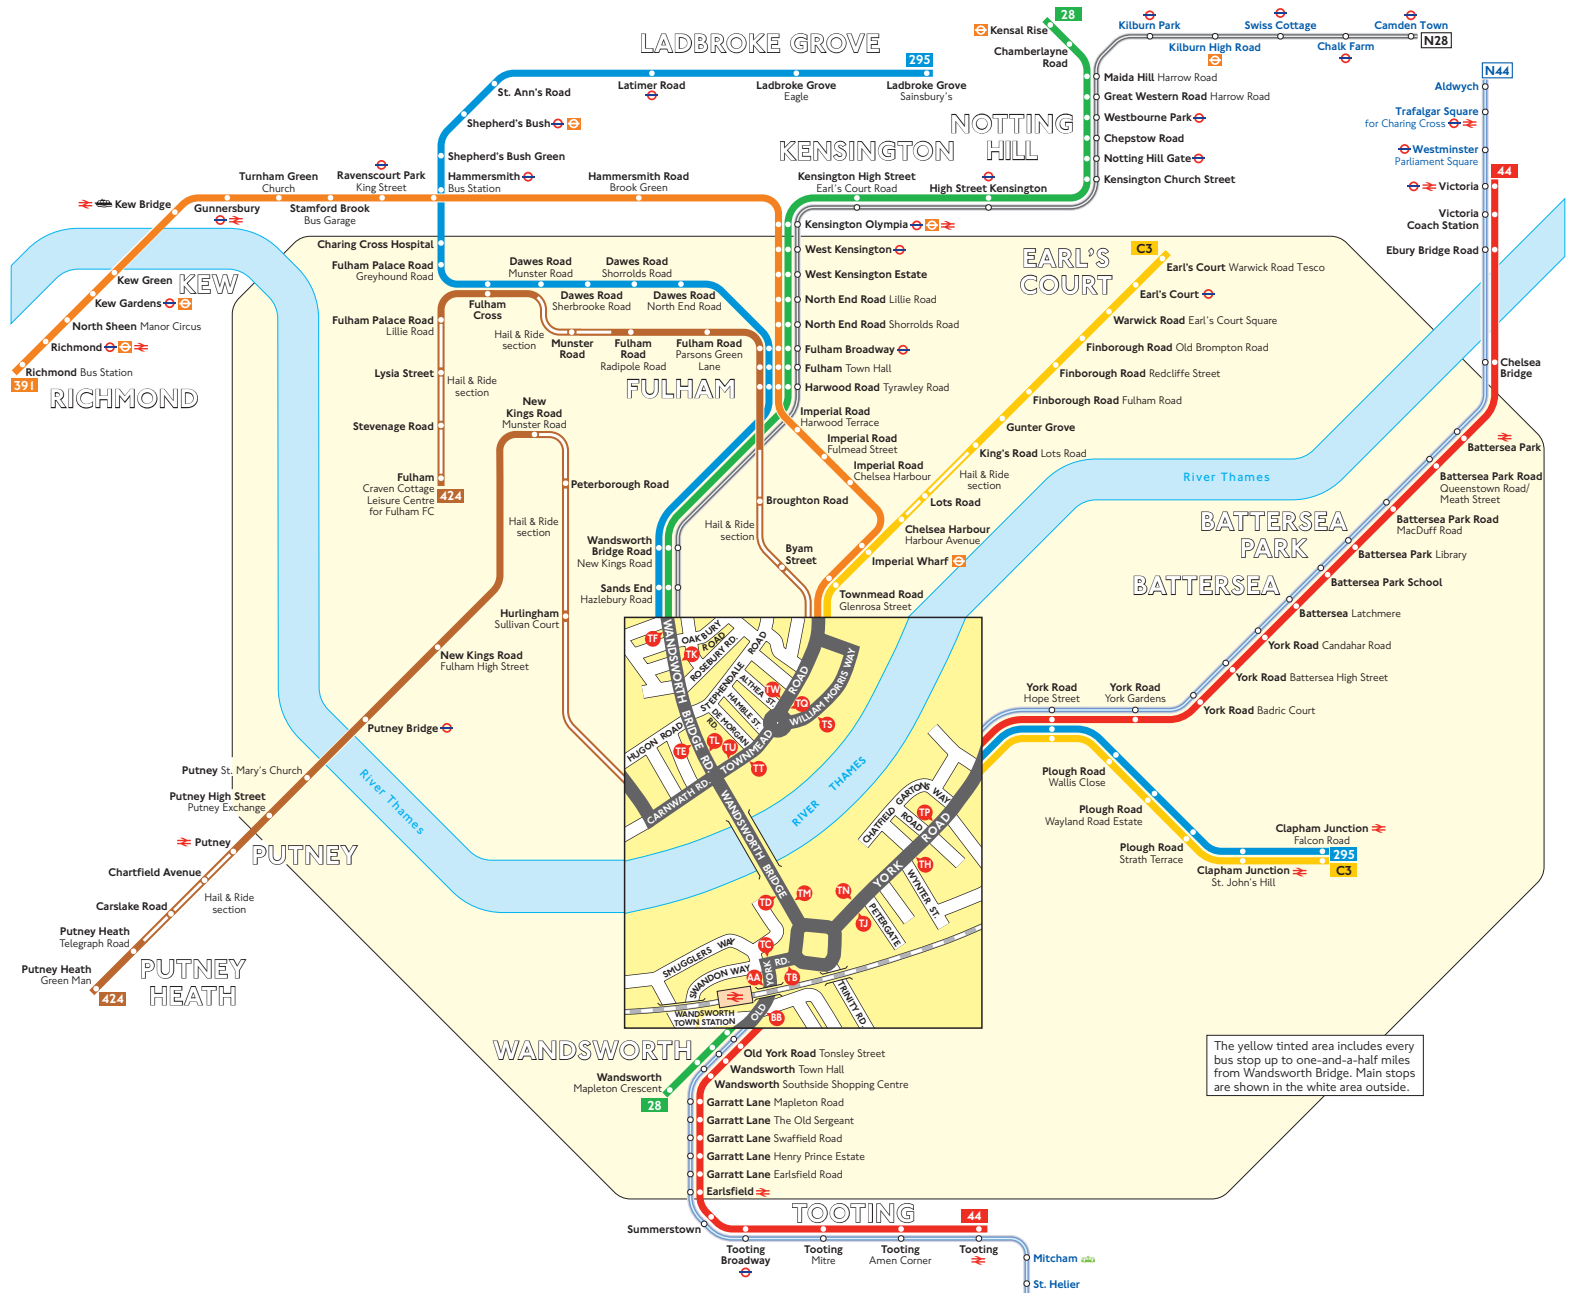 28
Kensal Rise
Chamberlayne
Road
Kilburn Park
Swiss Cottage
Camden Town
N28
Kilburn High Road
Chalk Farm
LADBROKE GROVE
295
Latimer Road
Ladbroke Grove
Eagle
Ladbroke Grove
Sainsbury's
St. Ann's Road
Shepherd's Bush
Shepherd's Bush Green
Hammersmith
Bus Station
NOTTING
HILL
KENSINGTON
Maida Hill Harrow Road
Great Western Road Harrow Road
Westbourne Park
Chepstow Road
Notting Hill Gate
Kensington Church Street
N44
Aldwych
Trafalgar Square
for Charing Cross
Westminster
Parliament Square
44
Victoria
Victoria
Coach Station
Ebury Bridge Road
Chelsea
Bridge
Turnham Green
Church
Ravenscourt Park
King Street
Kew Bridge
Gunnersbury
Stamford Brook
Bus Garage
Hammersmith Road
Brook Green
Kensington High Street
Earl's Court Road
High Street Kensington
Kensington Olympia
West Kensington
West Kensington Estate
North End Road Lillie Road
North End Road Shorrolds Road
Fulham Broadway
Fulham Town Hall
Harwood Road Tyrawley Road
Charing Cross Hospital
Fulham Palace Road
Greyhound Road
Dawes Road
Munster Road
Dawes Road
Shorrolds Road
Dawes Road
Sherbrooke Road
Dawes Road
North End Road
Fulham
Cross
Fulham Palace Road
Lillie Road
Hail & Ride
section
Munster
Road
Fulham
Road
Radipole Road
Fulham Road
Parsons Green
Lane
FULHAM
Lysia Street
Hail & Ride
section
Stevenage Road
Fulham
Craven Cottage
Leisure Centre
for Fulham FC
424
New
Kings Road
Munster Road
Peterborough Road
Hail & Ride
section
Hurlingham
Sullivan Court
New Kings Road
Fulham High Street
Putney Bridge
Putney St. Mary's Church
Putney High Street
Putney Exchange
Putney
PUTNEY
Chartfield Avenue
Hail & Ride
section
Carslake Road
Putney Heath
Telegraph Road
Putney Heath
Green Man
424
PUTNEY
HEATH
Kew Green
KEW
Kew Gardens
North Sheen Manor Circus
Richmond
Richmond Bus Station
391
RICHMOND
EARL'S
COURT
C3
Earl's Court Warwick Road Tesco
Earl's Court
Warwick Road Earl's Court Square
Finborough Road Old Brompton Road
Finborough Road Redcliffe Street
Finborough Road Fulham Road
Gunter Grove
King's Road Lots Road
Hail & Ride
section
Lots Road
Chelsea Harbour
Harbour Avenue
Imperial Wharf
Townmead Road
Glenrosa Street
Imperial Road
Harwood Terrace
Imperial Road
Fulmead Street
Imperial Road
Chelsea Harbour
Broughton Road
Hail & Ride
section
Byam
Street
Wandsworth
Bridge Road
New Kings Road
Sands End
Hazlebury Road
River Thames
River Thames
BATTERSEA
PARK
BATTERSEA
Battersea Park
Battersea Park Road
Queenstown Road/
Meath Street
Battersea Park Road
MacDuff Road
Battersea Park Library
Battersea Park School
Battersea Latchmere
York Road Candahar Road
York Road Battersea High Street
York Road Badric Court
York Road
Hope Street
York Road
York Gardens
Plough Road
Wallis Close
Plough Road
Wayland Road Estate
Plough Road
Strath Terrace
Clapham Junction
Falcon Road
295
C3
Clapham Junction
St. John's Hill
TF
OAKBURY
ROAD
TK
ROSEBURY RD.
STEPHENDALE ROAD
WANDSWORTH BRIDGE RD.
ALTHEA ST.
TW
HAMBLE ST.
TQ
DE MORGAN
RD.
WILLIAM MORRIS WAY
TS
HUGON ROAD
TE
TL
TU
TT
TOWNMEAD ROAD
CARNWATH RD.
WANDSWORTH BRIDGE
RIVER THAMES
CHATFIELD ROAD
GARTONS WAY
TP
YORK ROAD
TH
WYNTER ST.
TN
TM
TD
TJ
PETERGATE
TC
SMUGGLERS WAY
SWANDON WAY
AA
TB
OLD YORK RD.
WANDSWORTH
TOWN STATION
BB
TRINITY RD.
WANDSWORTH
Old York Road Tonsley Street
Wandsworth Town Hall
Wandsworth Southside Shopping Centre
Wandsworth
Mapleton Crescent
28
Garratt Lane Mapleton Road
Garratt Lane The Old Sergeant
Garratt Lane Swaffield Road
Garratt Lane Henry Prince Estate
Garratt Lane Earlsfield Road
Earlsfield
TOOTING
44
Summerstown
Tooting
Broadway
Tooting
Mitre
Tooting
Amen Corner
Tooting
Mitcham
St. Helier
The yellow tinted area includes every
bus stop up to one-and-a-half miles
from Wandsworth Bridge. Main stops
are shown in the white area outside.